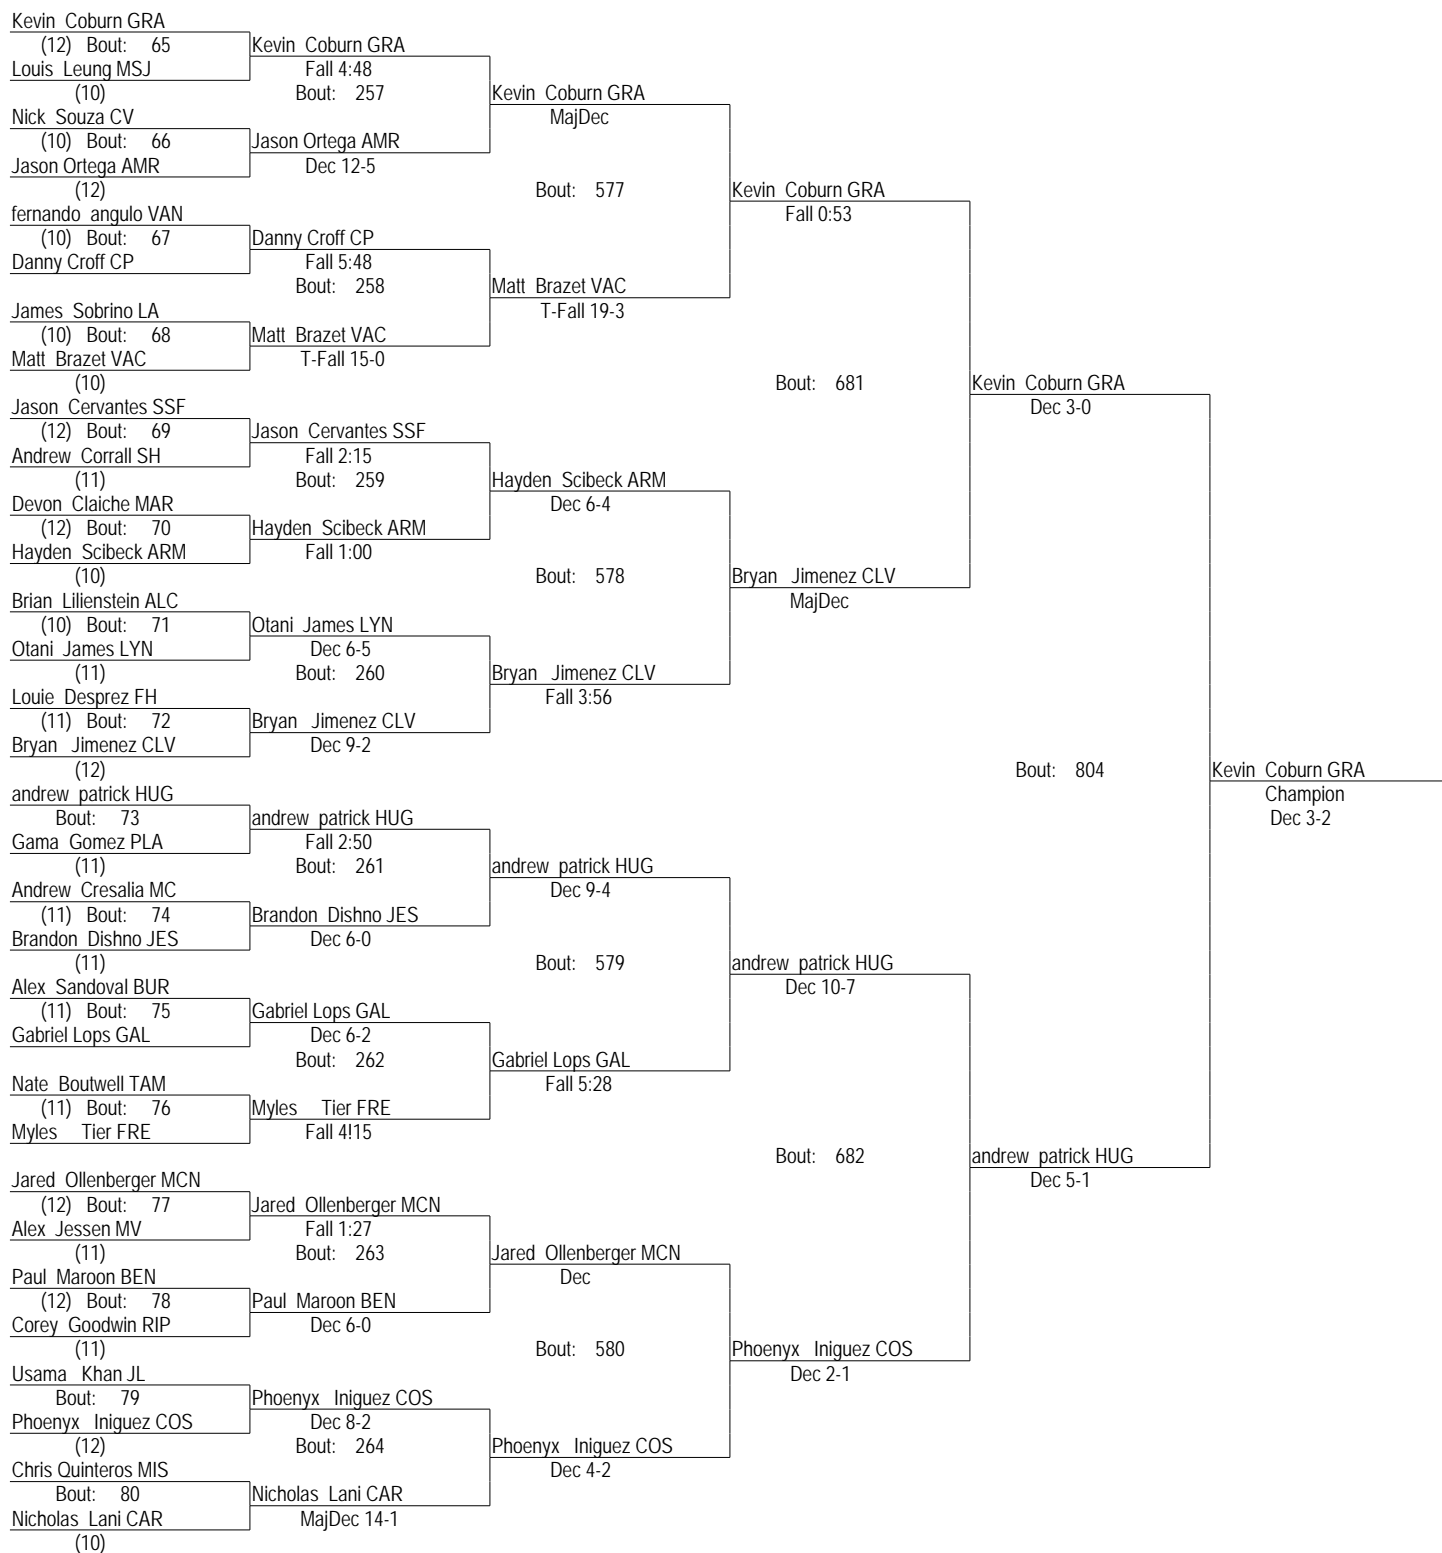 Kevin Coburn GRA
(12) Bout: 65
Louis Leung MSJ
(10)
Nick Souza CV
(10) Bout: 66
Jason Ortega AMR
(12)
fernando angulo VAN
(10) Bout: 67
Danny Croff CP
James Sobrino LA
(10) Bout: 68
Matt Brazet VAC
(10)
Jason Cervantes SSF
(12) Bout: 69
Andrew Corrall SH
(11)
Devon Claiche MAR
(12) Bout: 70
Hayden Scibeck ARM
(10)
Brian Lilienstein ALC
(10) Bout: 71
Otani James LYN
(11)
Louie Desprez FH
(11) Bout: 72
Bryan Jimenez CLV
(12)
andrew patrick HUG
Bout: 73
Gama Gomez PLA
(11)
Andrew Cresalia MC
(11) Bout: 74
Brandon Dishno JES
(11)
Alex Sandoval BUR
(11) Bout: 75
Gabriel Lops GAL
Nate Boutwell TAM
(11) Bout: 76
Myles Tier FRE
Jared Ollenberger MCN
(12) Bout: 77
Alex Jessen MV
(11)
Paul Maroon BEN
(12) Bout: 78
Corey Goodwin RIP
(11)
Usama Khan JL
Bout: 79
Phoenyx Iniguez COS
(12)
Chris Quinteros MIS
Bout: 80
Nicholas Lani CAR
(10)
Kevin Coburn GRA
Fall 4:48
Bout: 257
Jason Ortega AMR
Dec 12-5
Danny Croff CP
Fall 5:48
Bout: 258
Matt Brazet VAC
T-Fall 15-0
Jason Cervantes SSF
Fall 2:15
Bout: 259
Hayden Scibeck ARM
Fall 1:00
Otani James LYN
Dec 6-5
Bout: 260
Bryan Jimenez CLV
Dec 9-2
andrew patrick HUG
Fall 2:50
Bout: 261
Brandon Dishno JES
Dec 6-0
Gabriel Lops GAL
Dec 6-2
Bout: 262
Myles Tier FRE
Fall 4!15
Jared Ollenberger MCN
Fall 1:27
Bout: 263
Paul Maroon BEN
Dec 6-0
Phoenyx Iniguez COS
Dec 8-2
Bout: 264
Nicholas Lani CAR
MajDec 14-1
Kevin Coburn GRA
MajDec
Bout: 577
Matt Brazet VAC
T-Fall 19-3
Hayden Scibeck ARM
Dec 6-4
Bout: 578
Bryan Jimenez CLV
Fall 3:56
andrew patrick HUG
Dec 9-4
Bout: 579
Gabriel Lops GAL
Fall 5:28
Jared Ollenberger MCN
Dec
Bout: 580
Phoenyx Iniguez COS
Dec 4-2
Kevin Coburn GRA
Fall 0:53
Bout: 681
Bryan Jimenez CLV
MajDec
andrew patrick HUG
Dec 10-7
Bout: 682
Phoenyx Iniguez COS
Dec 2-1
Kevin Coburn GRA
Dec 3-0
Bout: 804
andrew patrick HUG
Dec 5-1
Kevin Coburn GRA
Champion
Dec 3-2